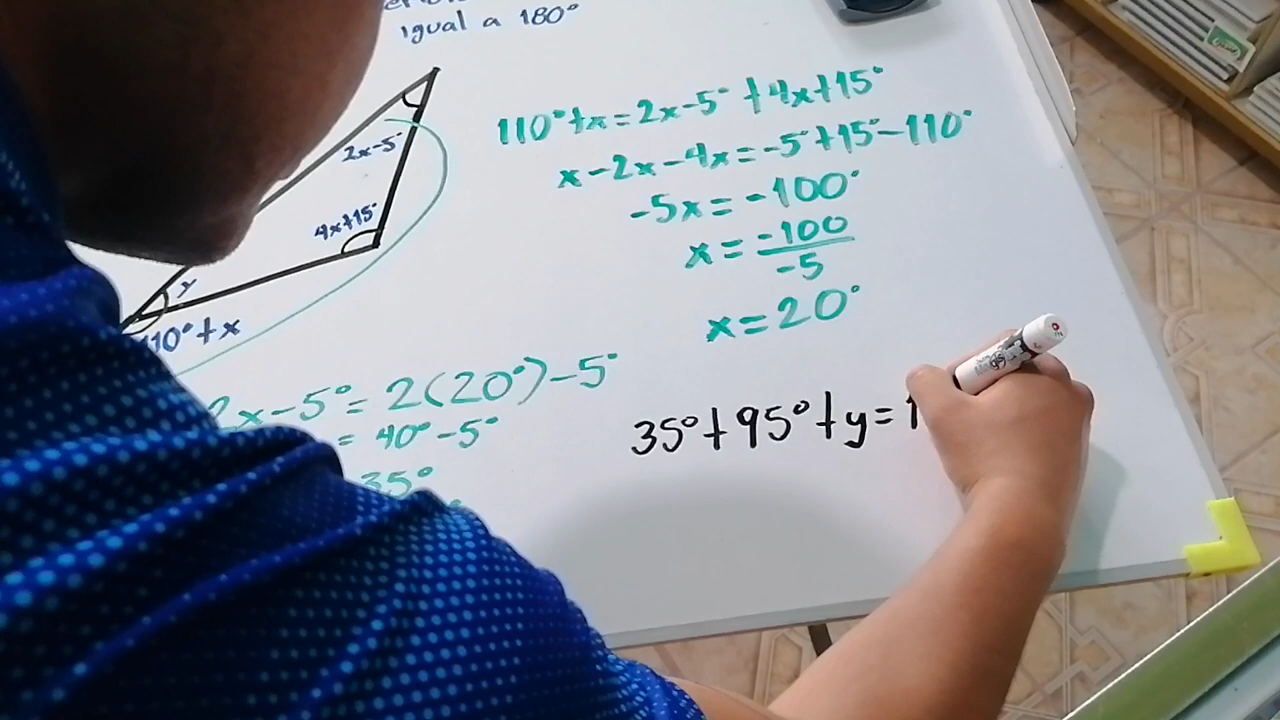 igual a 180°
2x-5°
4x+15°
y
110°+x
110°+x=2x-5°+4x+15°
x-2x-4x=-5°+15°-110°
-5x=-100°
x=-100
-5
x=20°
2x-5°=2(20°)-5°
=40°-5°
35°
35°+95°+y=1